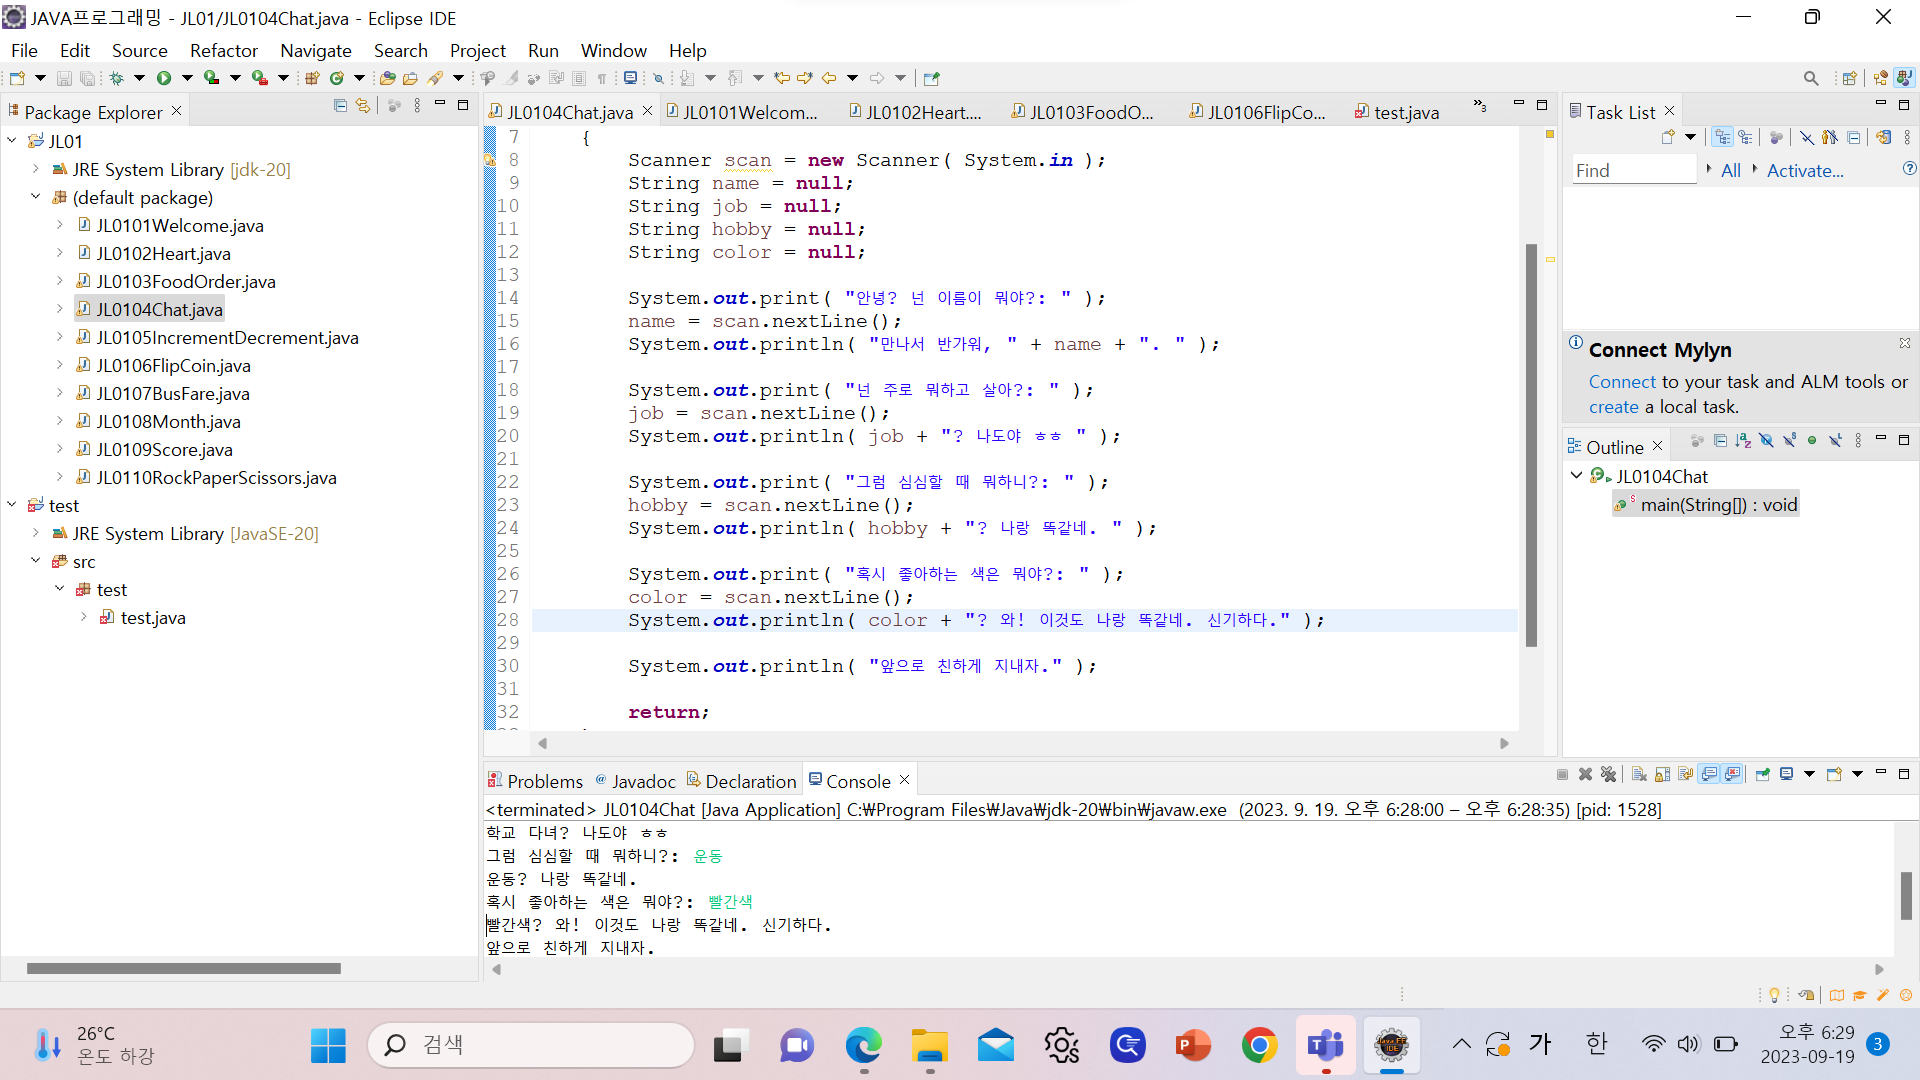 JAVA프로그래밍 - JL01/JL0104Chat.java - Eclipse IDE
File Edit Source Refactor Navigate Search Project Run Window Help
Package Explorer
JL01
JRE System Library [jdk-20]
(default package)
JL0101Welcome.java
JL0102Heart.java
JL0103FoodOrder.java
JL0104Chat.java
JL0105IncrementDecrement.java
JL0106FlipCoin.java
JL0107BusFare.java
JL0108Month.java
JL0109Score.java
JL0110RockPaperScissors.java
test
JRE System Library [JavaSE-20]
src
test
test.java
JL0104Chat.java JL0101Welcom... JL0102Heart.... JL0103FoodO... JL0106FlipCo... test.java »3
7 {
8 Scanner scan = new Scanner( System.in );
9 String name = null;
10 String job = null;
11 String hobby = null;
12 String color = null;
13
14 System.out.print( "안녕? 넌 이름이 뭐야?: " );
15 name = scan.nextLine();
16 System.out.println( "만나서 반가워, " + name + ". " );
17
18 System.out.print( "넌 주로 뭐하고 살아?: " );
19 job = scan.nextLine();
20 System.out.println( job + "? 나도야 ㅎㅎ " );
21
22 System.out.print( "그럼 심심할 때 뭐하니?: " );
23 hobby = scan.nextLine();
24 System.out.println( hobby + "? 나랑 똑같네. " );
25
26 System.out.print( "혹시 좋아하는 색은 뭐야?: " );
27 color = scan.nextLine();
28 System.out.println( color + "? 와! 이것도 나랑 똑같네. 신기하다." );
29
30 System.out.println( "앞으로 친하게 지내자." );
31
32 return;
Task List
Find All Activate...
Connect Mylyn
Connect to your task and ALM tools or
create a local task.
Outline
JL0104Chat
main(String[]) : void
Problems Javadoc Declaration Console
<terminated> JL0104Chat [Java Application] C:₩Program Files₩Java₩jdk-20₩bin₩javaw.exe (2023. 9. 19. 오후 6:28:00 – 오후 6:28:35) [pid: 1528]
학교 다녀? 나도야 ㅎㅎ
그럼 심심할 때 뭐하니?: 운동
운동? 나랑 똑같네.
혹시 좋아하는 색은 뭐야?: 빨간색
빨간색? 와! 이것도 나랑 똑같네. 신기하다.
앞으로 친하게 지내자.
26°C
온도 하강
검색
가 한
오후 6:29
2023-09-19
3